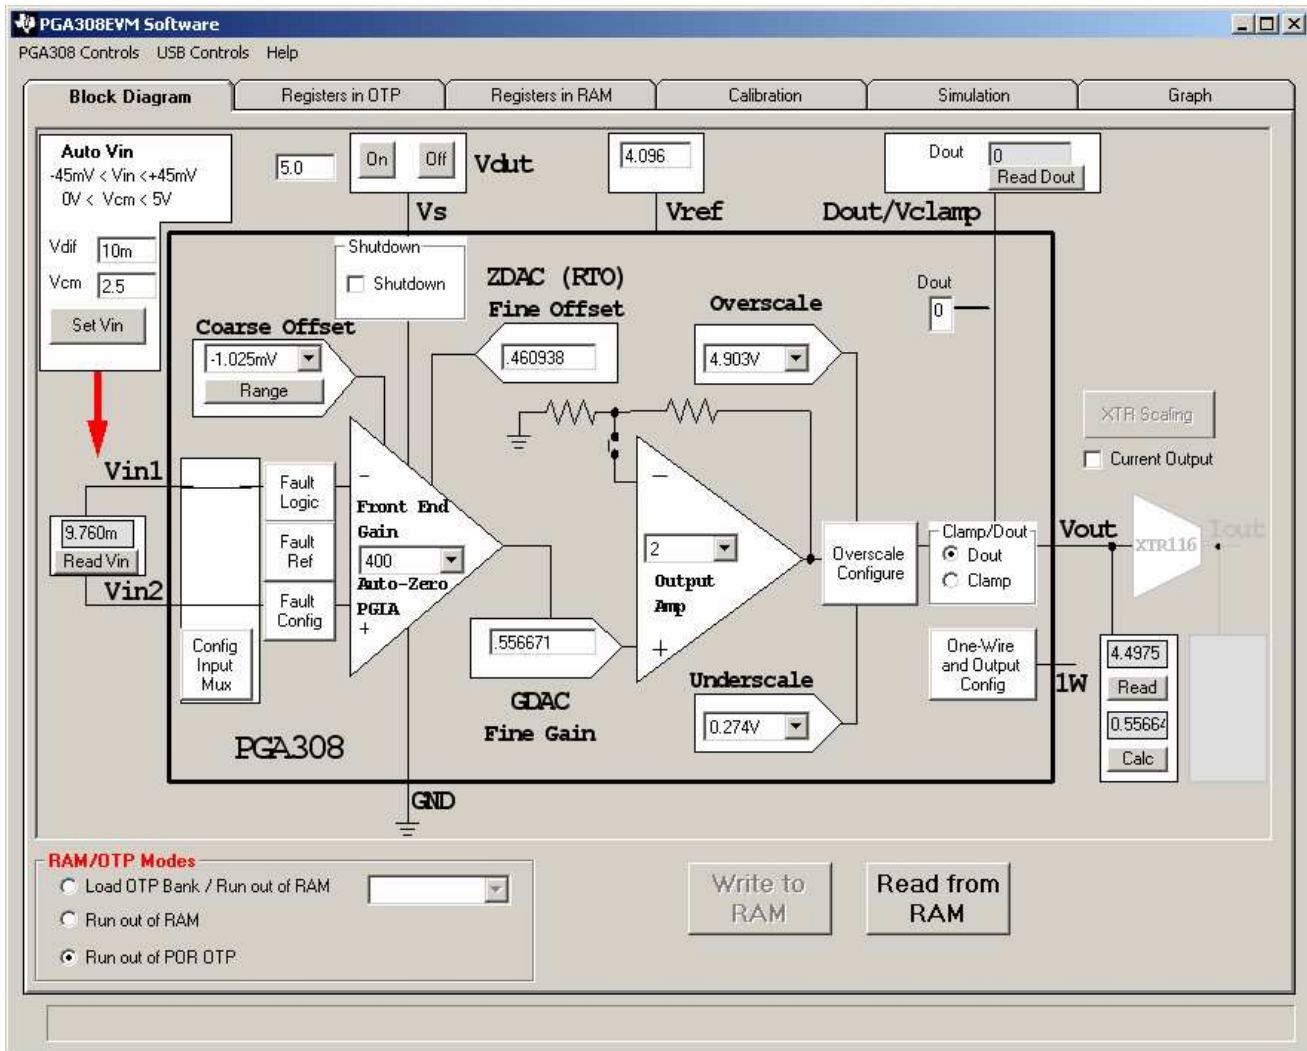 PGA308EVM Software
PGA308 Controls USB Controls Help
Block Diagram
Registers in OTP
Registers in RAM
Calibration
Simulation
Graph
Auto Vin
-45mV < Vin <+45mV
0V < Vcm < 5V
Vdif 10m
Vcm 2.5
Set Vin
5.0
On Off
Vdut
Vs
4.096
Vref
Dout 0
Read Dout
Dout/Vclamp
Shutdown
Shutdown
ZDAC (RTO)
Fine Offset
.460938
Overscale
4.903V
Dout
0
Coarse Offset
-1.025mV
Range
XTR Scaling
Current Output
Vin1
9.760m
Read Vin
Vin2
Fault
Logic
Fault
Ref
Fault
Config
Config
Input
Mux
-
Front End
Gain
400
Auto-Zero
PGIA
+
-
2
Output
Amp
+
.556671
GDAC
Fine Gain
Overscale
Configure
Clamp/Dout
Dout
Clamp
Vout
XTR116
Iout
One-Wire
and Output
Config
1W
4.4975
Read
0.55664
Calc
Underscale
0.274V
PGA308
GND
RAM/OTP Modes
Load OTP Bank / Run out of RAM
Run out of RAM
Run out of POR OTP
Write to
RAM
Read from
RAM